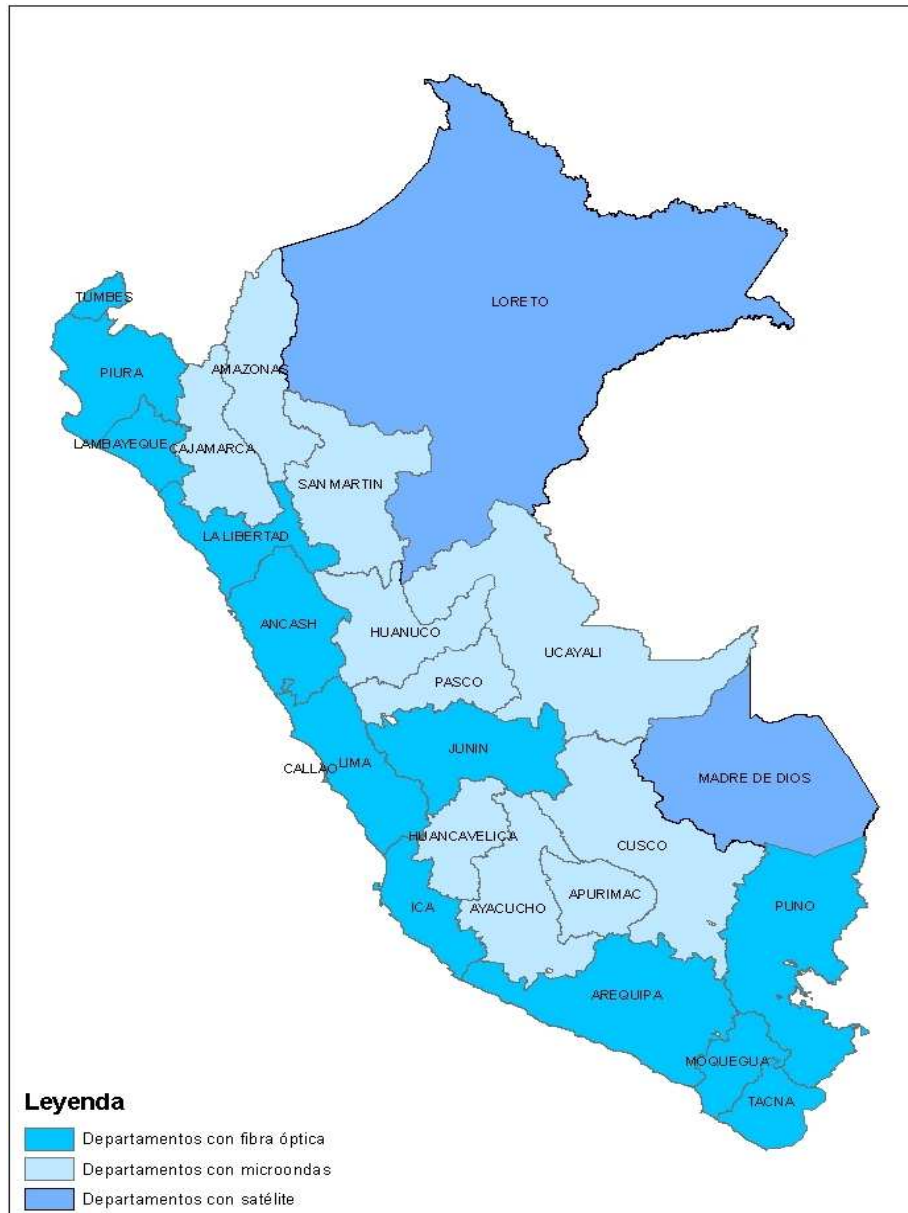 TUMBES
LORETO
PIURA
AMAZONAS
LAMBAYEQUE
CAJAMARCA
SAN MARTIN
LA LIBERTAD
ANCASH
HUANUCO
UCAYALI
PASCO
JUNIN
CALLAO
LIMA
MADRE DE DIOS
HUANCAVELICA
CUSCO
ICA
AYACUCHO
APURIMAC
PUNO
AREQUIPA
MOQUEGUA
TACNA
Leyenda
Departamentos con fibra óptica
Departamentos con microondas
Departamentos con satélite